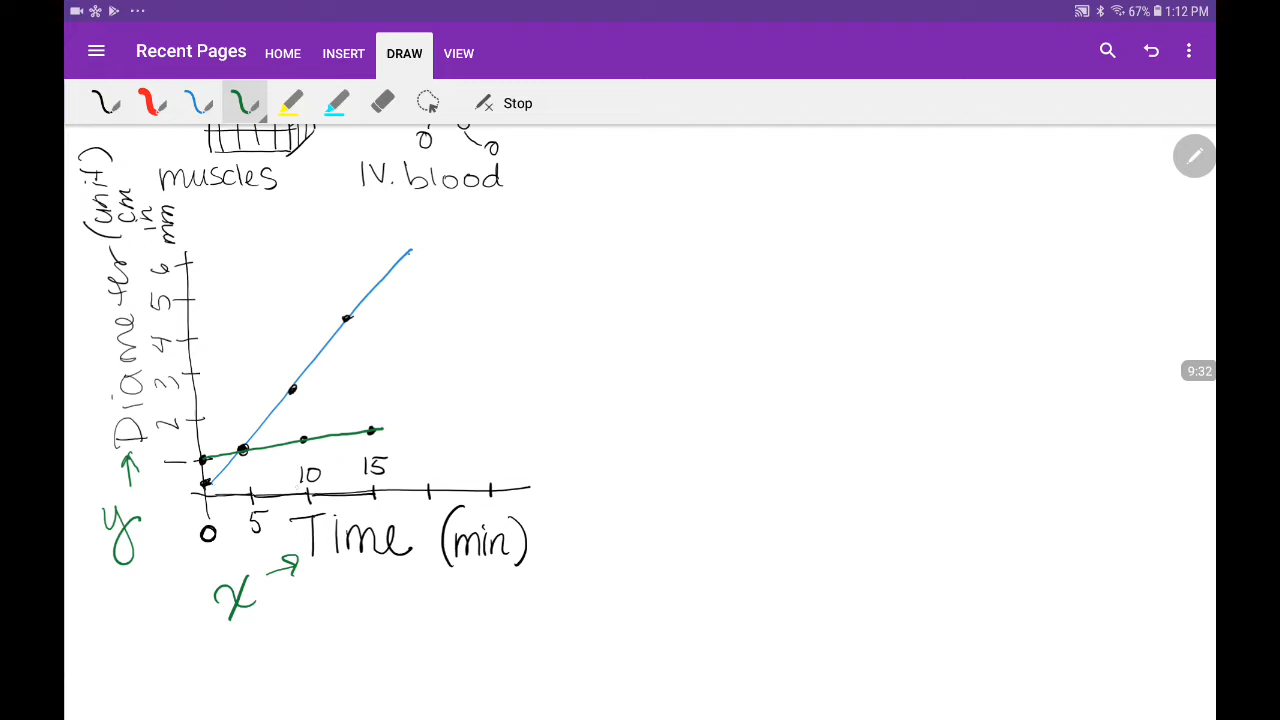 67% 1:12 PM
Recent Pages HOME INSERT DRAW VIEW
Stop
muscles IV. blood
Diameter (unit)
cm
in
mm
6
5
4
3
2
1
10 15
0 5 Time (min)
y
x
9:32